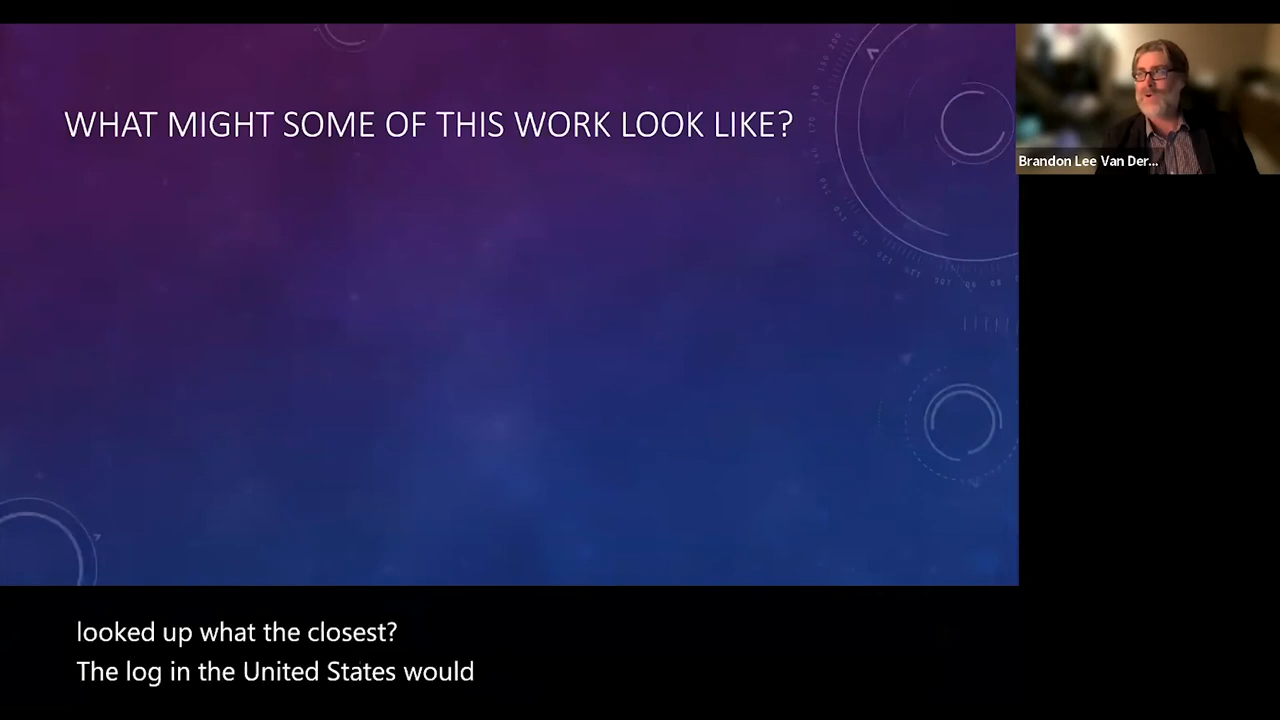 WHAT MIGHT SOME OF THIS WORK LOOK LIKE?
Brandon Lee Van Der...
looked up what the closest?
The log in the United States would